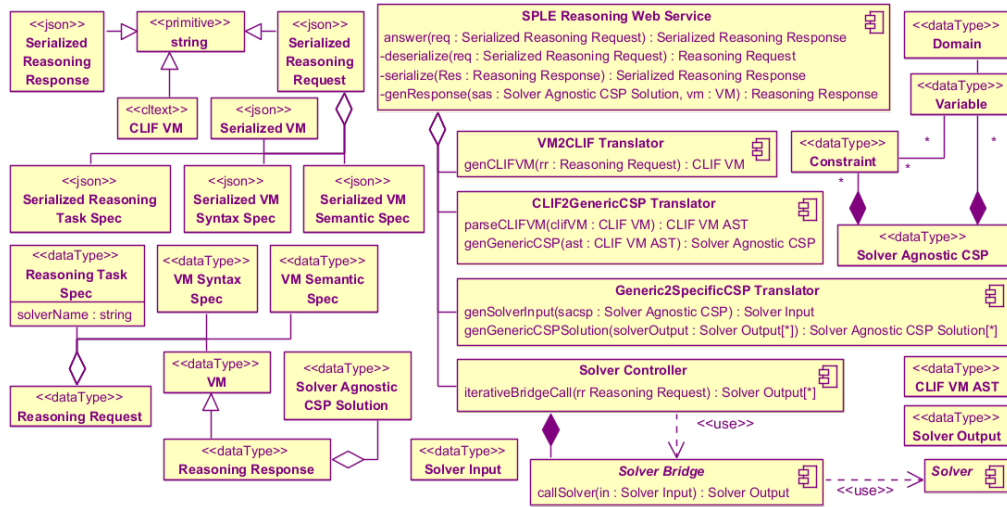 <<json>>
Serialized
Reasoning
Response
<<primitive>>
string
<<json>>
Serialized
Reasoning
Request
<<cltext>>
CLIF VM
<<json>>
Serialized VM
<<json>>
Serialized Reasoning
Task Spec
<<json>>
Serialized VM
Syntax Spec
<<json>>
Serialized VM
Semantic Spec
<<dataType>>
Reasoning Task
Spec
solverName : string
<<dataType>>
VM Syntax
Spec
<<dataType>>
VM Semantic
Spec
<<dataType>>
Reasoning Request
<<dataType>>
VM
<<dataType>>
Solver Agnostic
CSP Solution
<<dataType>>
Reasoning Response
SPLE Reasoning Web Service
answer(req : Serialized Reasoning Request) : Serialized Reasoning Response
-deserialize(req : Serialized Reasoning Request) : Reasoning Request
-serialize(Res : Reasoning Response) : Serialized Reasoning Response
-genResponse(sas : Solver Agnostic CSP Solution, vm : VM) : Reasoning Response
VM2CLIF Translator
genCLIFVM(rr : Reasoning Request) : CLIF VM
CLIF2GenericCSP Translator
parseCLIFVM(clifVM : CLIF VM) : CLIF VM AST
genGenericCSP(ast : CLIF VM AST) : Solver Agnostic CSP
Generic2SpecificCSP Translator
genSolverInput(sacsp : Solver Agnostic CSP) : Solver Input
genGenericCSPSolution(solverOutput : Solver Output[*]) : Solver Agnostic CSP Solution[*]
Solver Controller
iterativeBridgeCall(rr Reasoning Request) : Solver Output[*]
<<use>>
<<dataType>>
Solver Input
Solver Bridge
callSolver(in : Solver Input) : Solver Output
<<use>>
Solver
<<dataType>>
Domain
<<dataType>>
Variable
* *
<<dataType>>
Constraint
*
*
<<dataType>>
Solver Agnostic CSP
<<dataType>>
CLIF VM AST
<<dataType>>
Solver Output